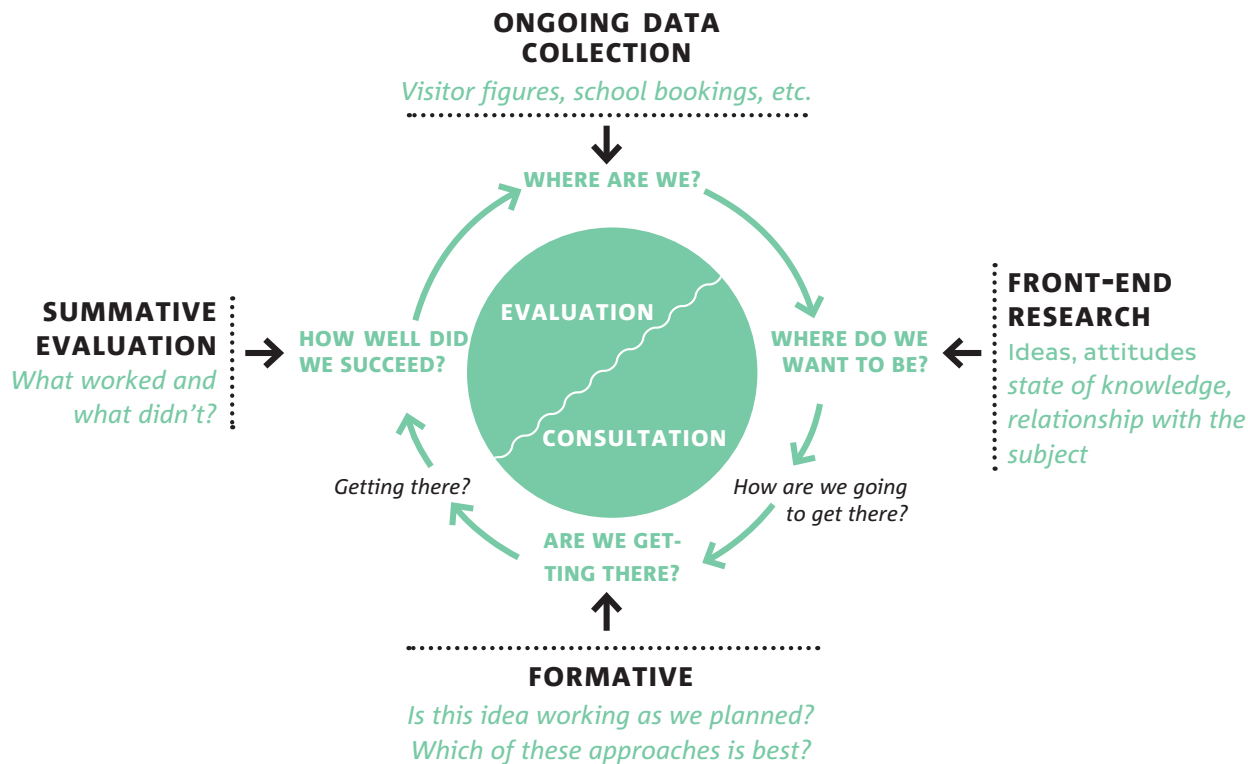 ONGOING DATA
COLLECTION
Visitor figures, school bookings, etc.
WHERE ARE WE?
FRONT-END
RESEARCH
Ideas, attitudes
state of knowledge,
relationship with the
subject
WHERE DO WE
WANT TO BE?
How are we going
to get there?
ARE WE GET-
TING THERE?
FORMATIVE
Is this idea working as we planned?
Which of these approaches is best?
Getting there?
SUMMATIVE
EVALUATION
What worked and
what didn't?
HOW WELL DID
WE SUCCEED?
EVALUATION
CONSULTATION